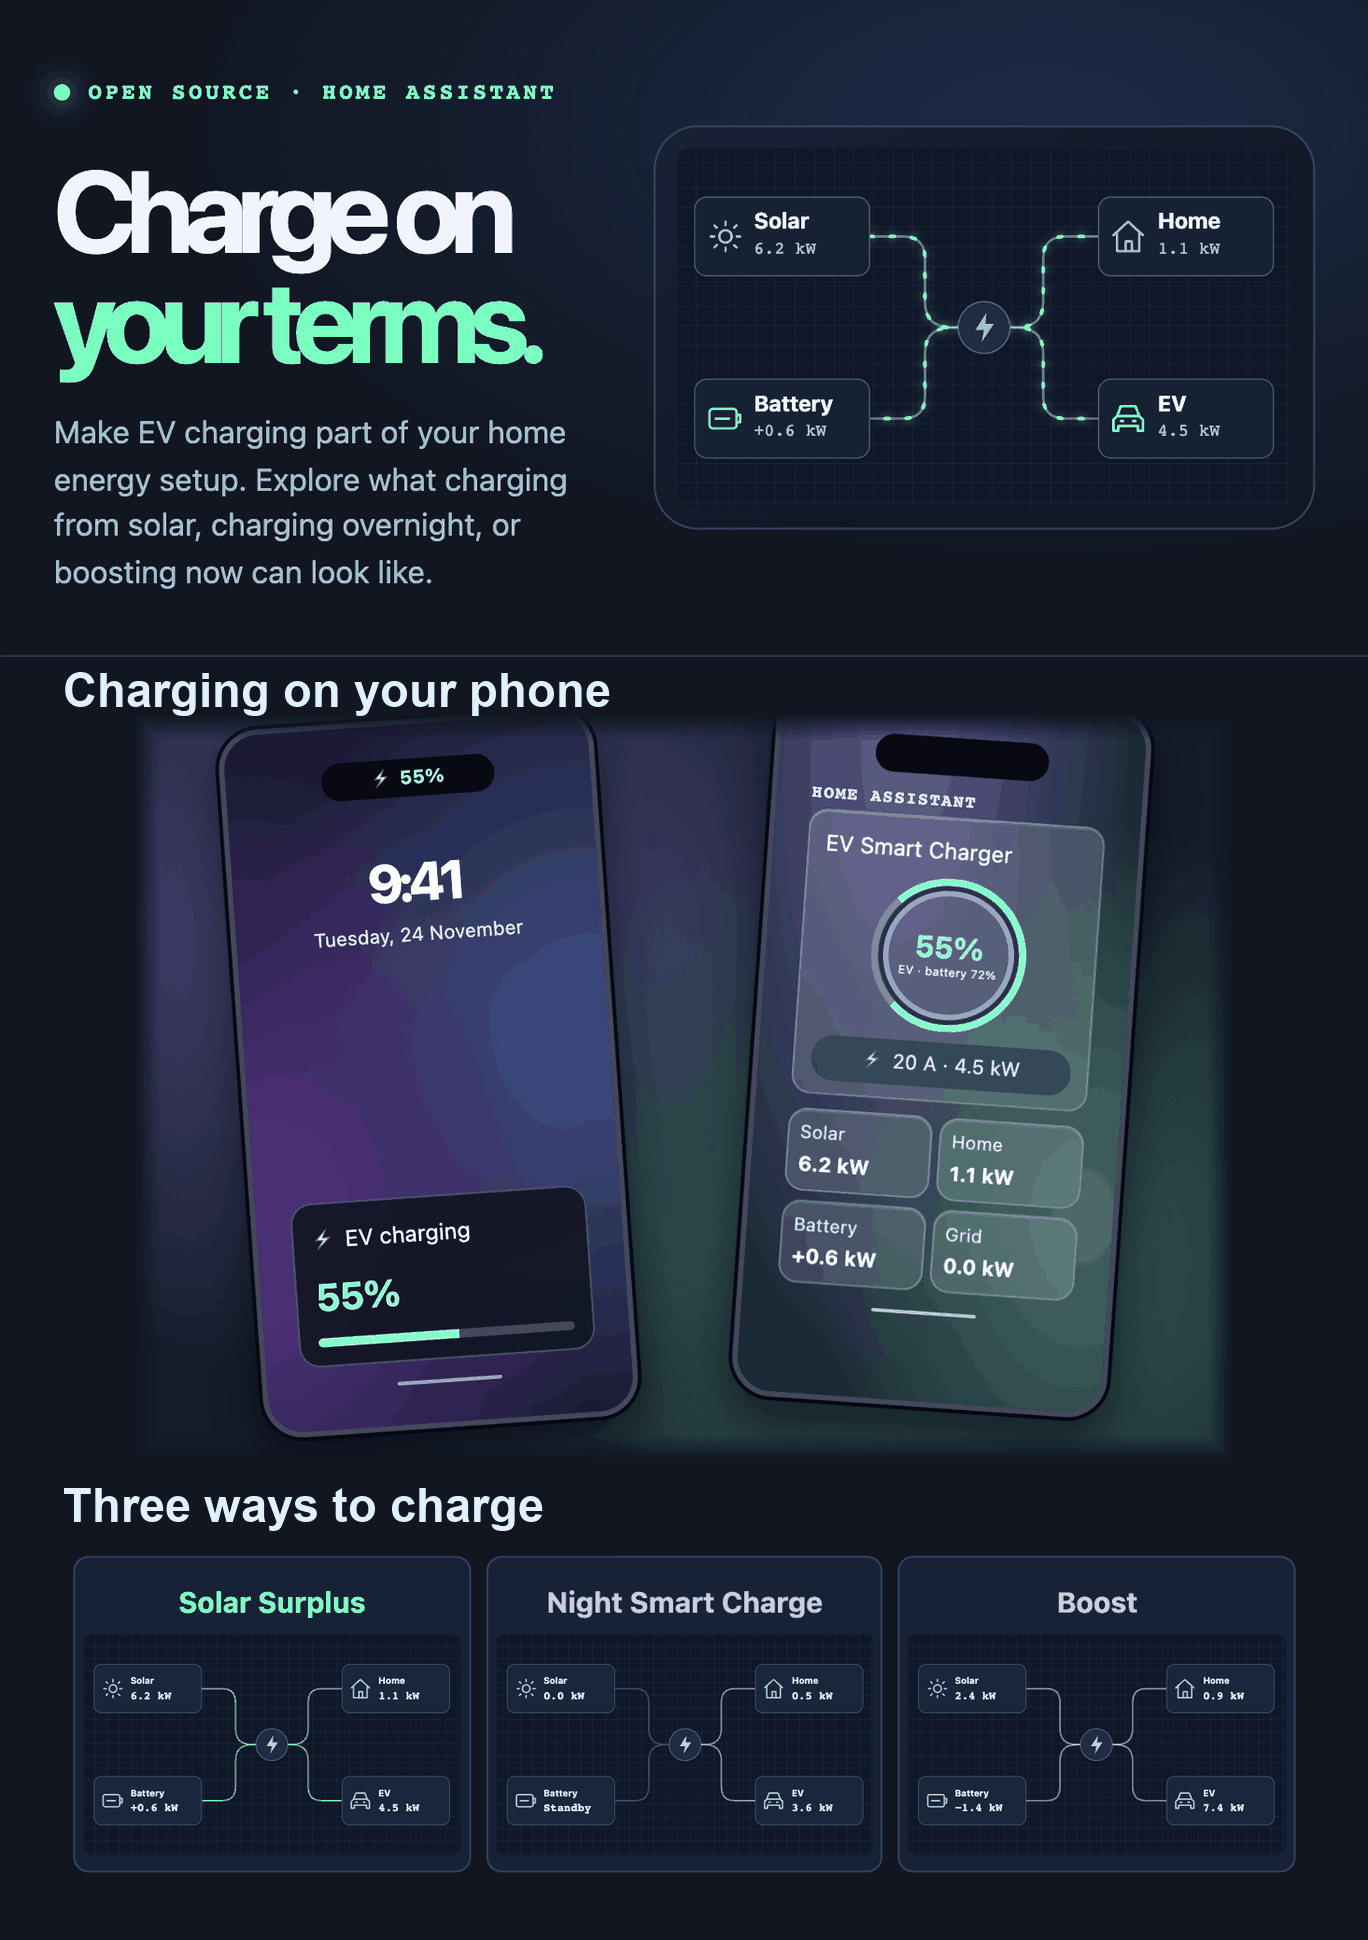 OPEN SOURCE · HOME ASSISTANT
Charge on
your terms.
Make EV charging part of your home
energy setup. Explore what charging
from solar, charging overnight, or
boosting now can look like.
Solar
6.2 kW
Home
1.1 kW
Battery
+0.6 kW
EV
4.5 kW
Charging on your phone
55%
9:41
Tuesday, 24 November
EV charging
55%
HOME ASSISTANT
EV Smart Charger
55%
EV · battery 72%
20 A · 4.5 kW
Solar
6.2 kW
Home
1.1 kW
Battery
+0.6 kW
Grid
0.0 kW
Three ways to charge
Solar Surplus
Solar
6.2 kW
Home
1.1 kW
Battery
+0.6 kW
EV
4.5 kW
Night Smart Charge
Solar
0.0 kW
Home
0.5 kW
Battery
Standby
EV
3.6 kW
Boost
Solar
2.4 kW
Home
0.9 kW
Battery
−1.4 kW
EV
7.4 kW